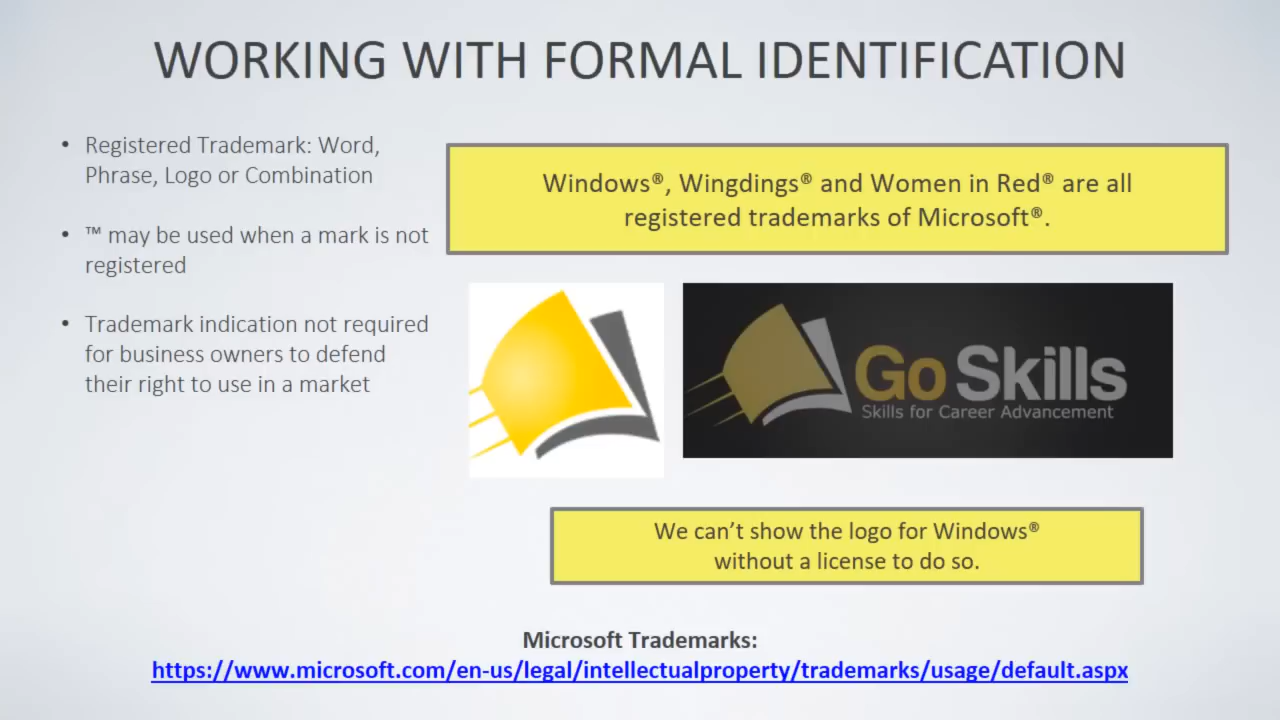 WORKING WITH FORMAL IDENTIFICATION
• Registered Trademark: Word,
Phrase, Logo or Combination
• ™ may be used when a mark is not
registered
• Trademark indication not required
for business owners to defend
their right to use in a market
Windows®, Wingdings® and Women in Red® are all
registered trademarks of Microsoft®.
Go Skills
Skills for Career Advancement
We can’t show the logo for Windows®
without a license to do so.
Microsoft Trademarks:
https://www.microsoft.com/en-us/legal/intellectualproperty/trademarks/usage/default.aspx